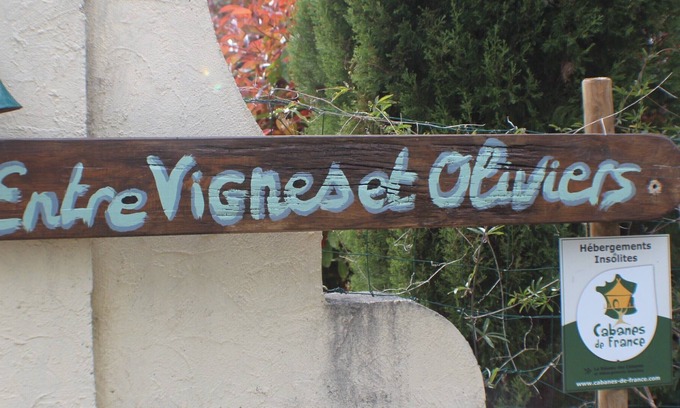 Entre Vignes et Oliviers
Hébergements
Insolites
Cabanes
de france
www.cabanes-de-france.com